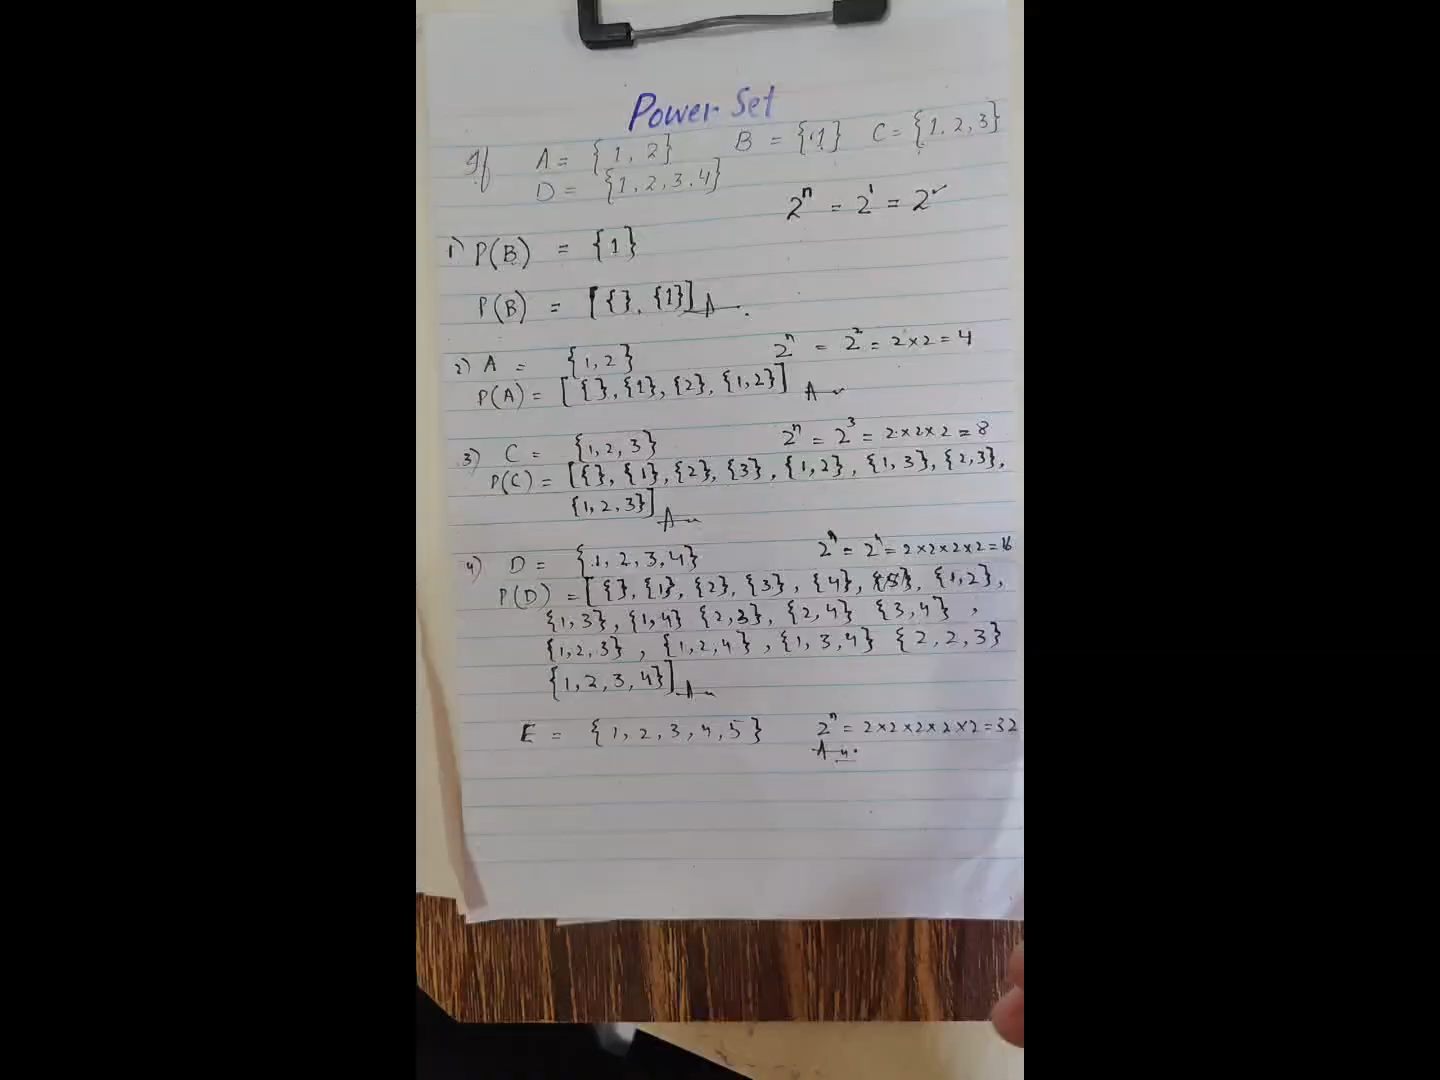 Power Set
If A = {1, 2} B = {1} C = {1, 2, 3}
D = {1, 2, 3, 4}
2ⁿ = 2¹ = 2
1) P(B) = {1}
P(B) = [{}, {1}]
2) A = {1, 2} 2ⁿ = 2² = 2×2 = 4
P(A) = [{}, {1}, {2}, {1,2}]
3) C = {1, 2, 3} 2ⁿ = 2³ = 2×2×2 = 8
P(C) = [{}, {1}, {2}, {3}, {1,2}, {1,3}, {2,3},
{1, 2, 3}]
4) D = {1, 2, 3, 4} 2ⁿ = 2⁴ = 2×2×2×2 = 16
P(D) = [{}, {1}, {2}, {3}, {4}, {1,2},
{1,3}, {1,4} {2,3}, {2,4} {3,4},
{1,2,3}, {1,2,4}, {1,3,4} {2,2,3}
{1,2,3,4}]
E = {1, 2, 3, 4, 5} 2ⁿ = 2×2×2×2×2 = 32